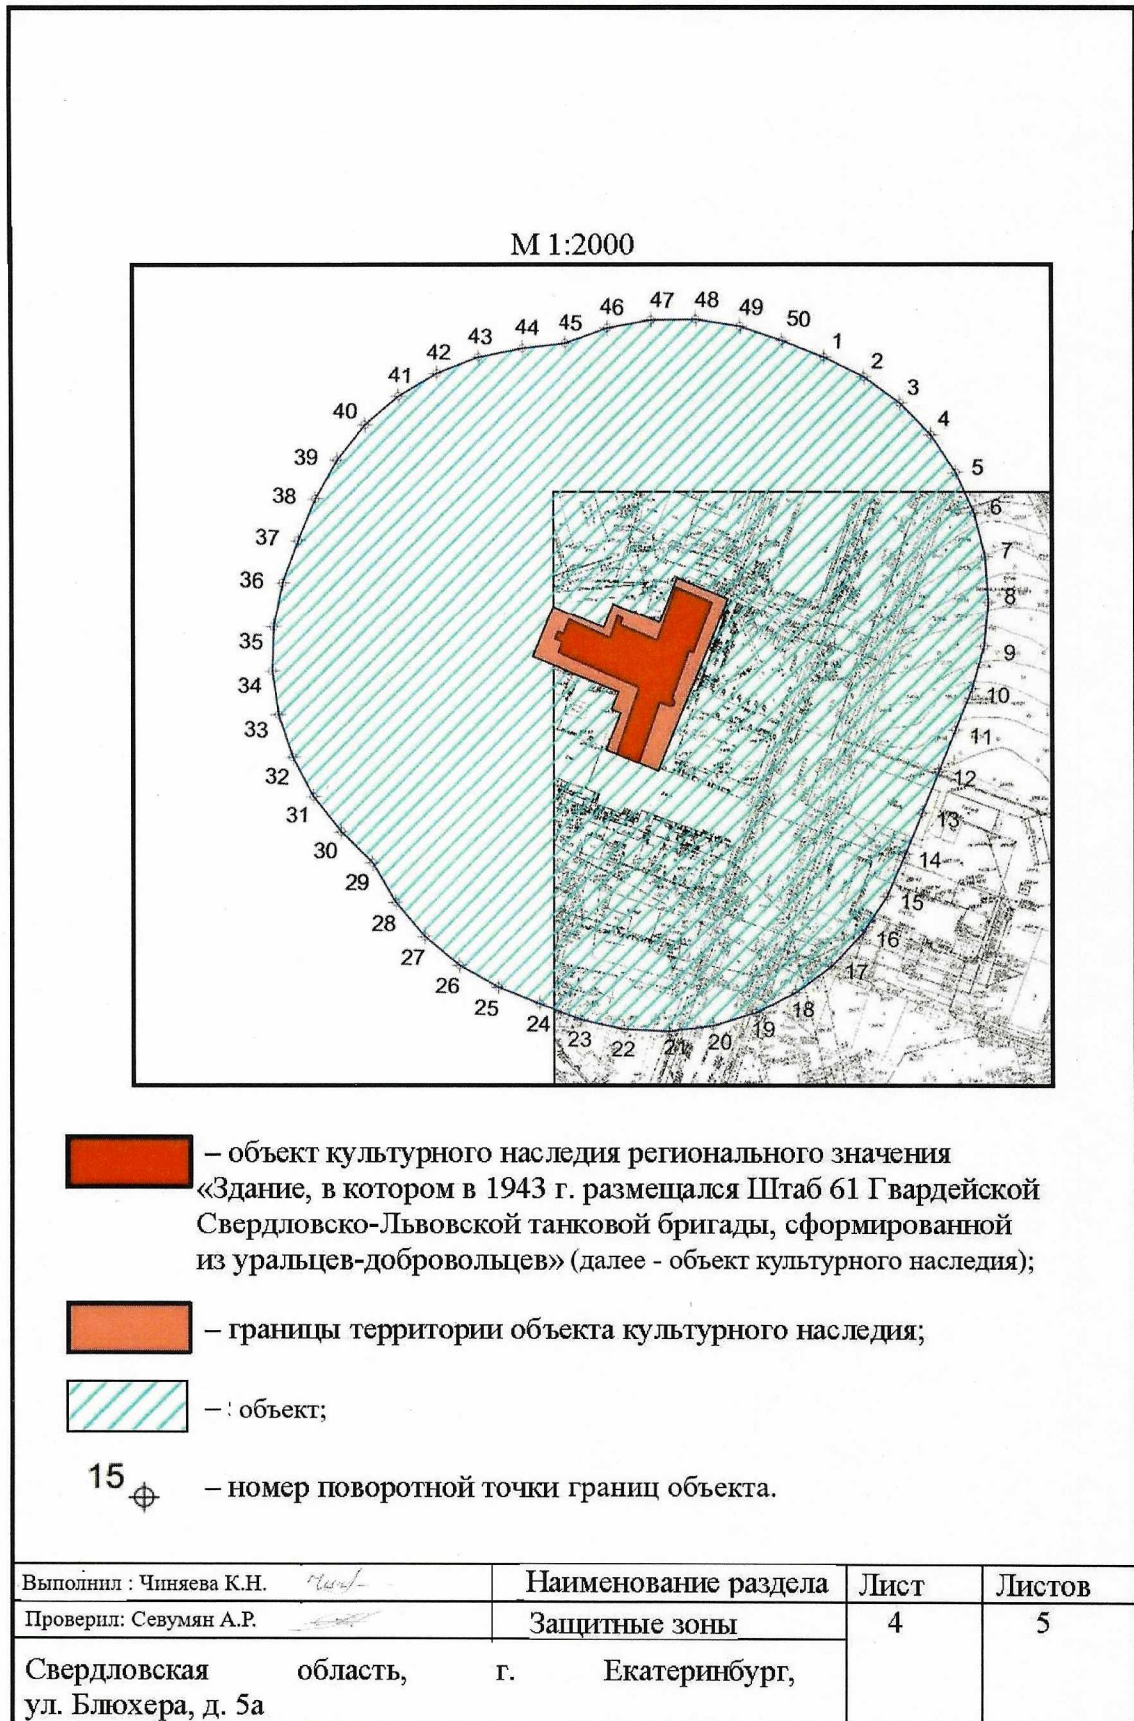 М 1:2000
47 48
46 49
45 50
44 1
43 2
42 3
41 4
40 5
39 6
38 7
37 8
36 9
35 10
34 11
33 12
32 13
31 14
30 15
29 16
28 17
27 18
26 19
25 20
24 21
23 22
– объект культурного наследия регионального значения
«Здание, в котором в 1943 г. размещался Штаб 61 Гвардейской
Свердловско-Львовской танковой бригады, сформированной
из уральцев-добровольцев» (далее - объект культурного наследия);
– границы территории объекта культурного наследия;
– объект;
15 – номер поворотной точки границ объекта.
Выполнил : Чиняева К.Н. Наименование раздела Лист Листов
Проверил: Севумян А.Р. Защитные зоны 4 5
Свердловская область, г. Екатеринбург,
ул. Блюхера, д. 5а